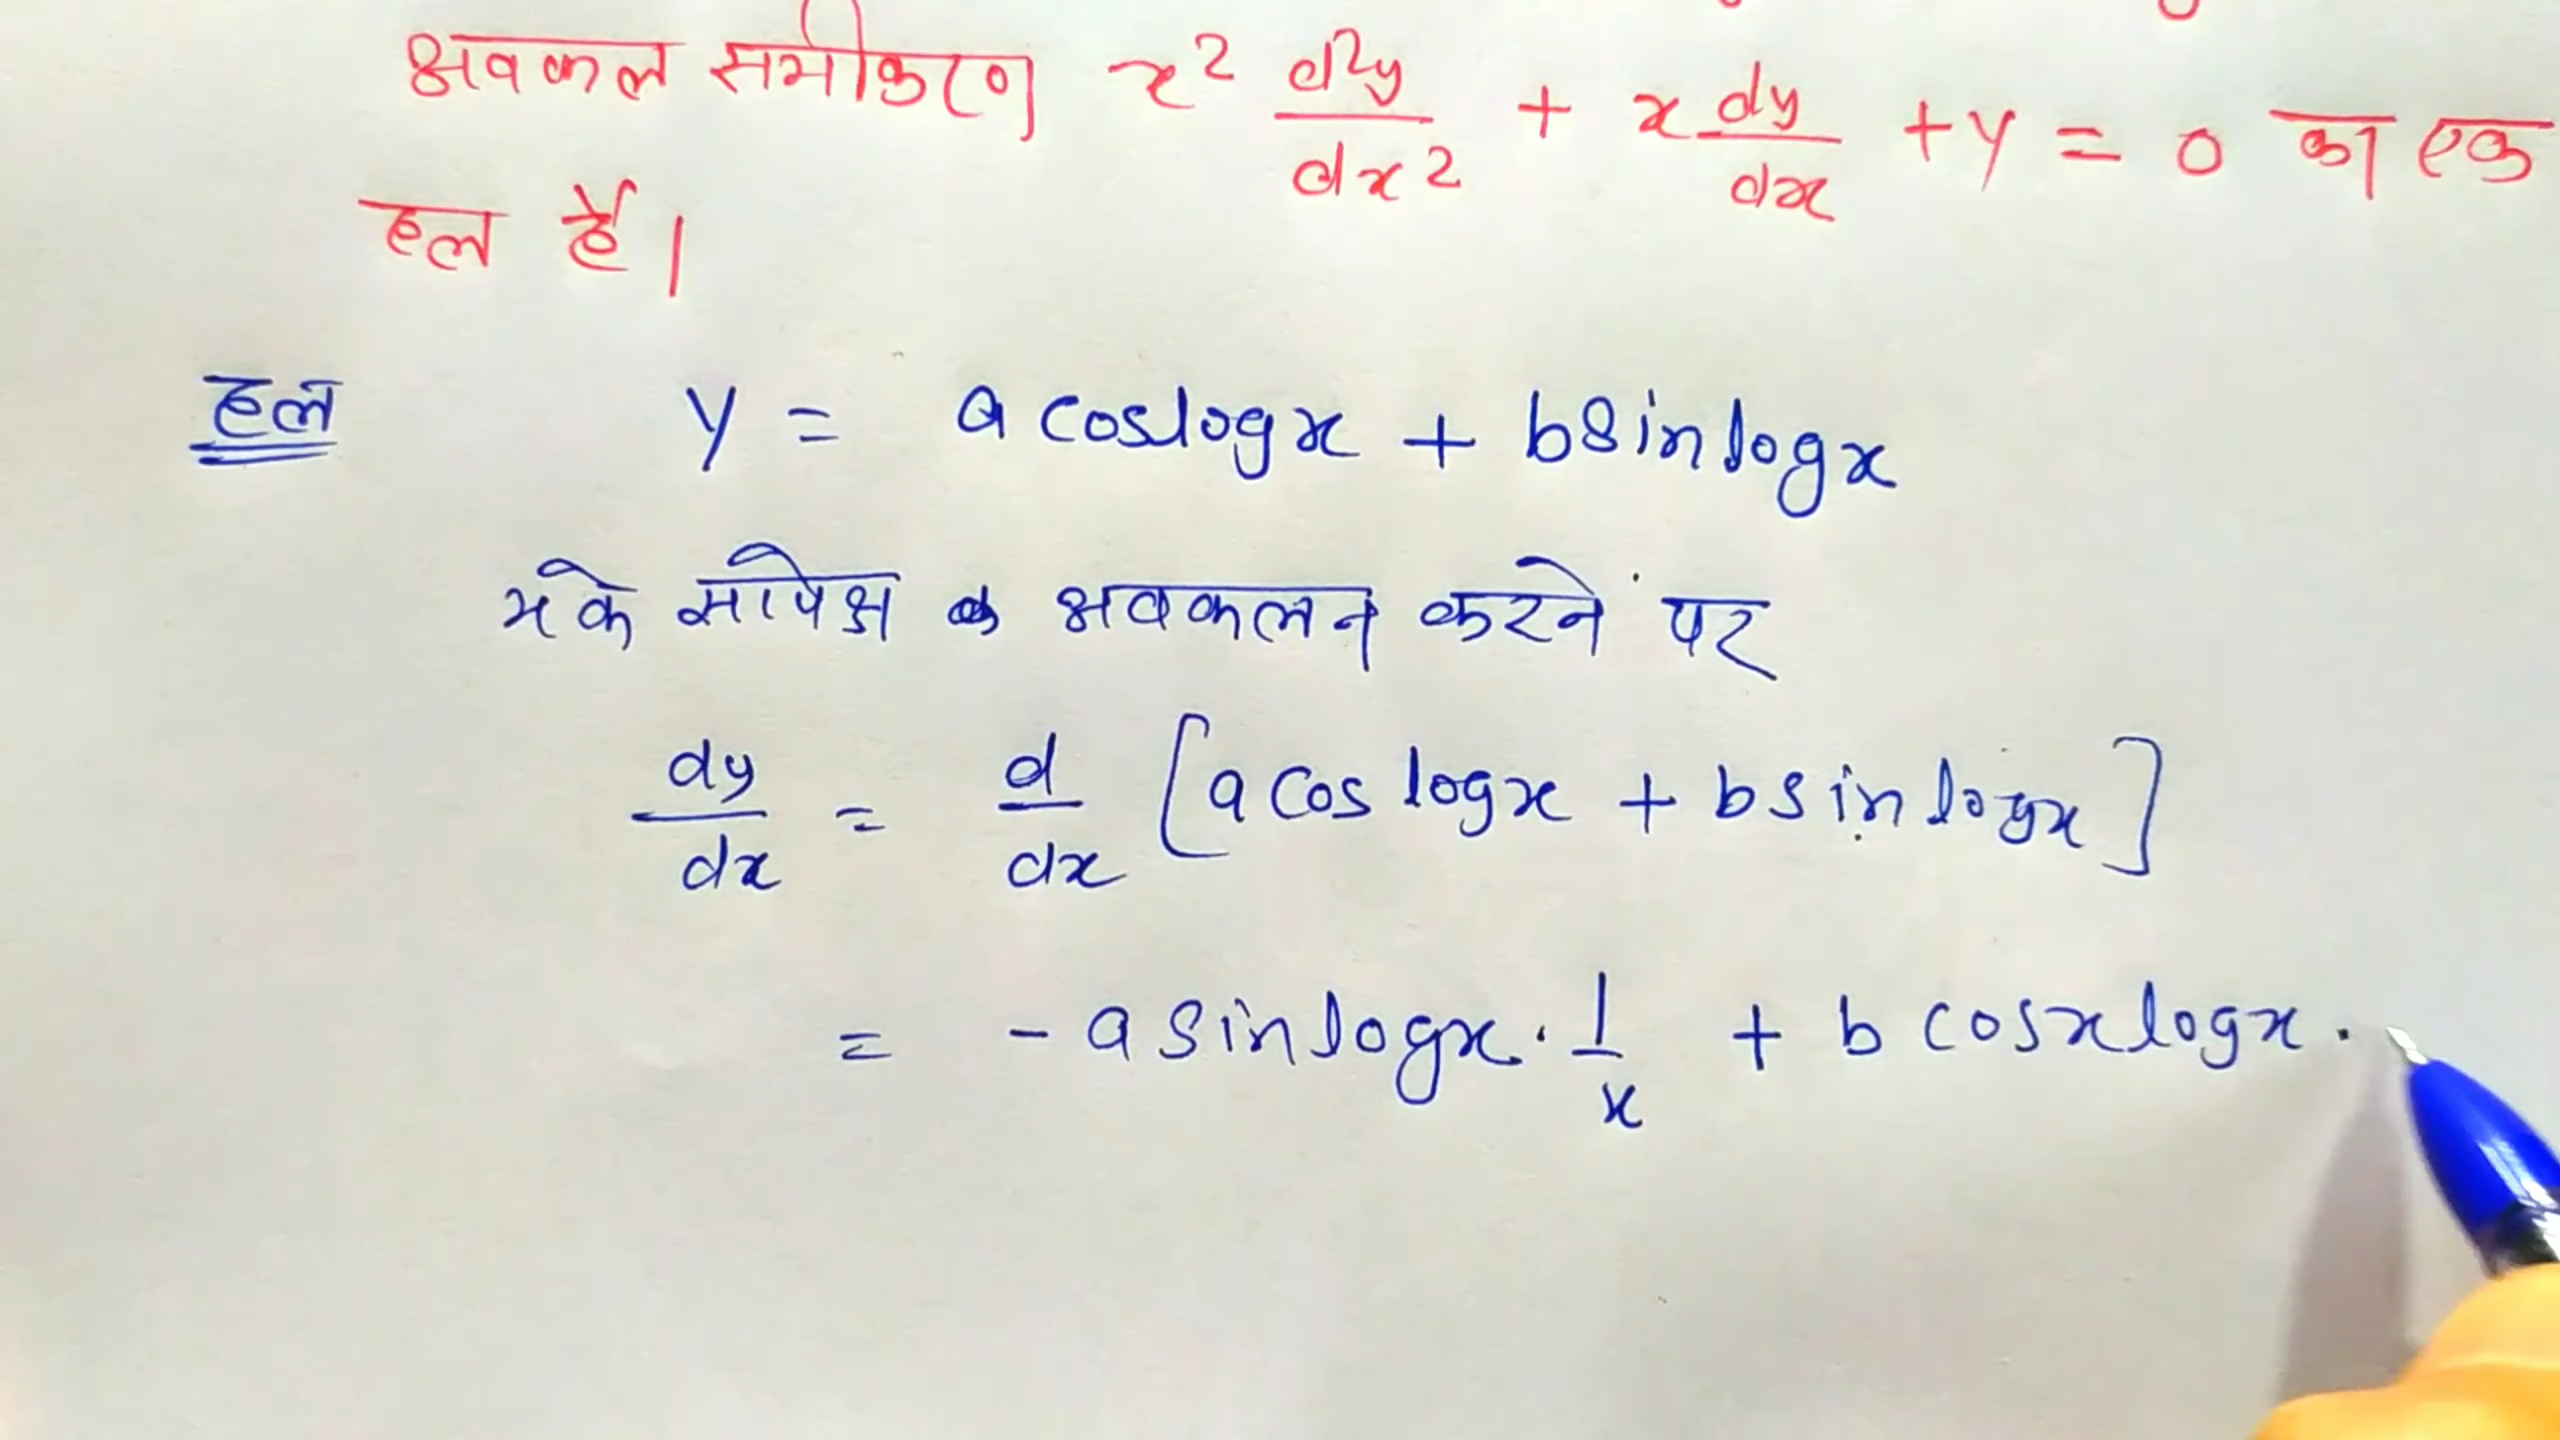 अवकल समीकरण x² d²y/dx² + x dy/dx + y = 0 का एक
हल है।
हल y = a cos log x + b sin log x
x के सापेक्ष अवकलन करने पर
dy/dx = d/dx [a cos log x + b sin log x]
= - a sin log x · 1/x + b cos x log x ·